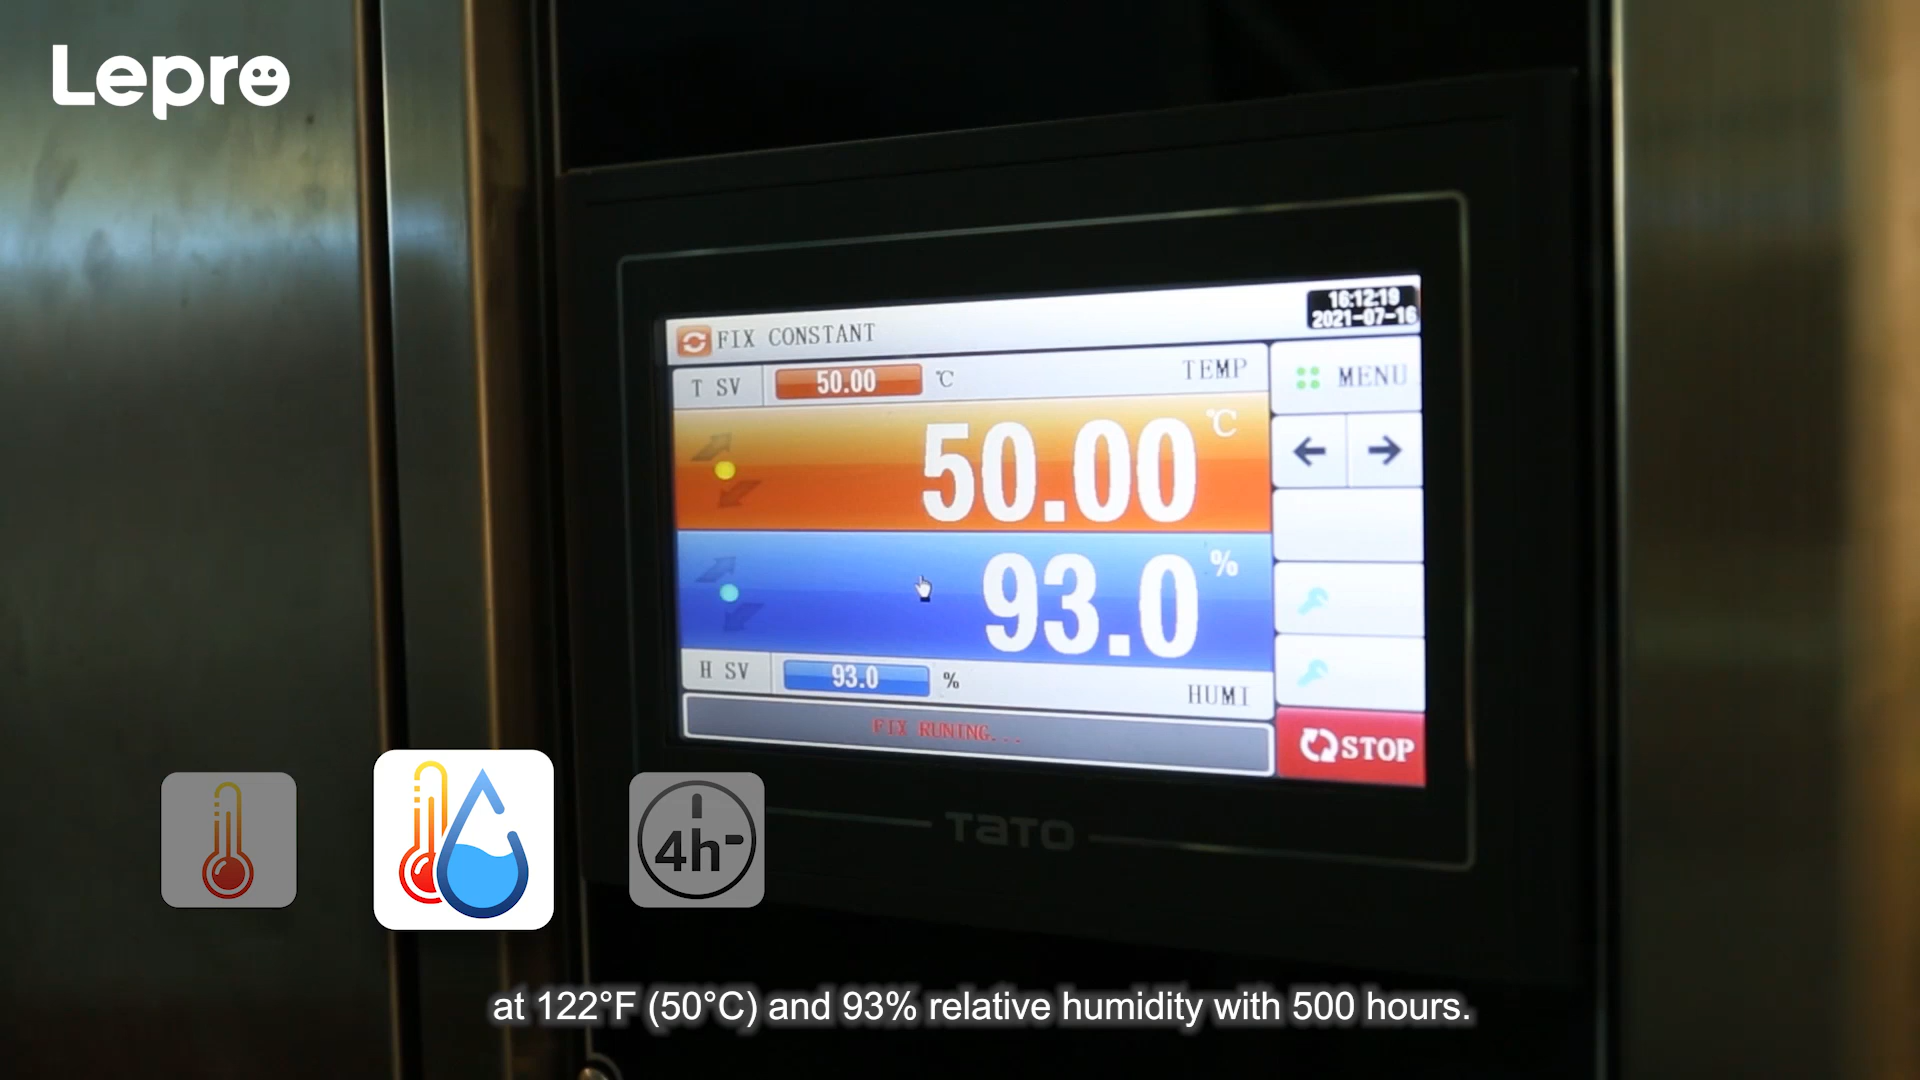 Lepro
16:12:19
2021-07-16
FIX CONSTANT
T SV 50.00 ℃ TEMP
MENU
50.00 ℃
93.0 %
H SV 93.0 % HUMI
FIX RUNING...
STOP
TATO
4h
at 122°F (50°C) and 93% relative humidity with 500 hours.